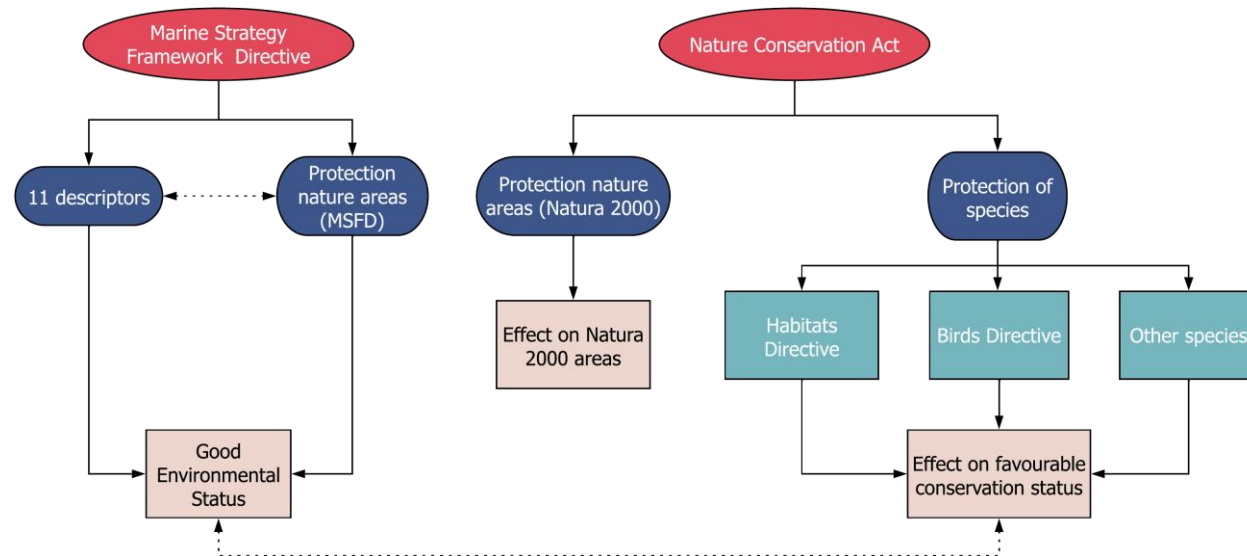 Marine Strategy
Framework Directive
Nature Conservation Act
11 descriptors
Protection
nature areas
(MSFD)
Protection nature
areas (Natura 2000)
Protection of
species
Effect on Natura
2000 areas
Habitats
Directive
Birds Directive
Other species
Good
Environmental
Status
Effect on favourable
conservation status